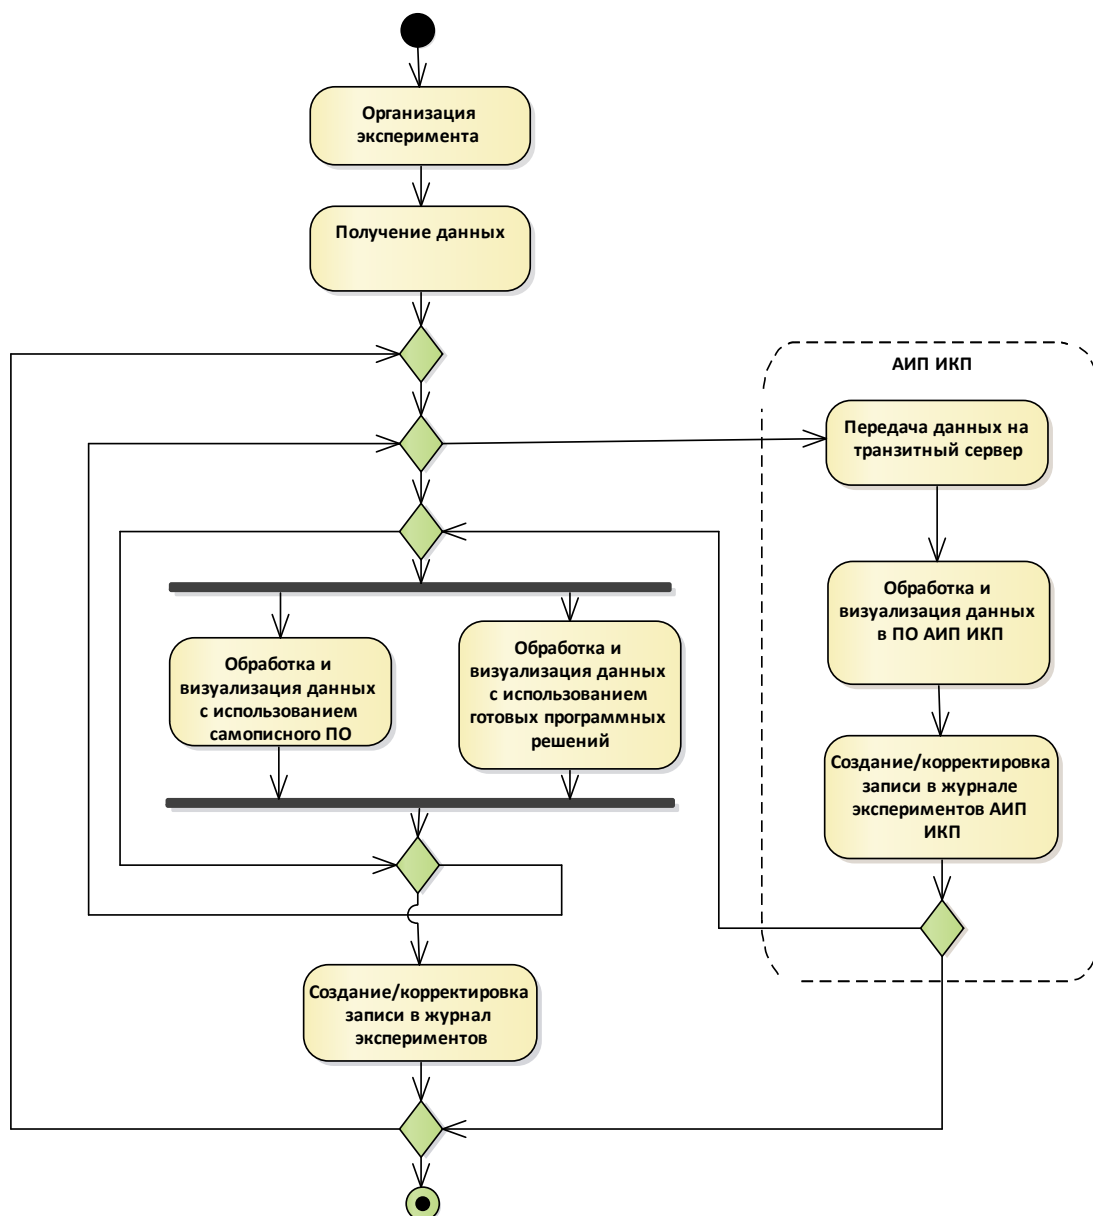 Организация
эксперимента
Получение данных
АИП ИКП
Передача данных на
транзитный сервер
Обработка и
визуализация данных
в ПО АИП ИКП
Обработка и
визуализация данных
с использованием
самописного ПО
Обработка и
визуализация данных
с использованием
готовых программных
решений
Создание/корректировка
записи в журнале
экспериментов АИП
ИКП
Создание/корректировка
записи в журнал
экспериментов